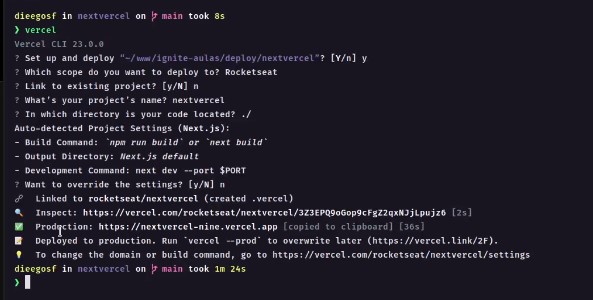 dieegosf in nextvercel on main took 8s
❯ vercel
Vercel CLI 23.0.0
? Set up and deploy “~/www/ignite-aulas/deploy/nextvercel”? [Y/n] y
? Which scope do you want to deploy to? Rocketseat
? Link to existing project? [y/N] n
? What's your project's name? nextvercel
? In which directory is your code located? ./
Auto-detected Project Settings (Next.js):
- Build Command: `npm run build` or `next build`
- Output Directory: Next.js default
- Development Command: next dev --port $PORT
? Want to override the settings? [y/N] n
🔗 Linked to rocketseat/nextvercel (created .vercel)
🔍 Inspect: https://vercel.com/rocketseat/nextvercel/3Z3EPQ9oGop9cFgZ2qxNJjLpujz6 [2s]
✅ Production: https://nextvercel-nine.vercel.app [copied to clipboard] [36s]
📝 Deployed to production. Run `vercel --prod` to overwrite later (https://vercel.link/2F).
💡 To change the domain or build command, go to https://vercel.com/rocketseat/nextvercel/settings
dieegosf in nextvercel on main took 1m 24s
❯